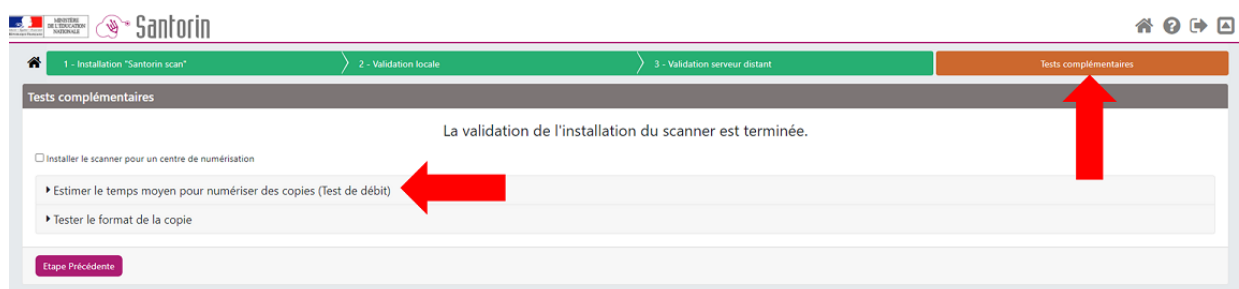 MINISTÈRE
DE L'ÉDUCATION
NATIONALE
Santorin
1 - Installation "Santorin scan"
2 - Validation locale
3 - Validation serveur distant
Tests complémentaires
Tests complémentaires
La validation de l'installation du scanner est terminée.
Installer le scanner pour un centre de numérisation
Estimer le temps moyen pour numériser des copies (Test de débit)
Tester le format de la copie
Etape Précédente